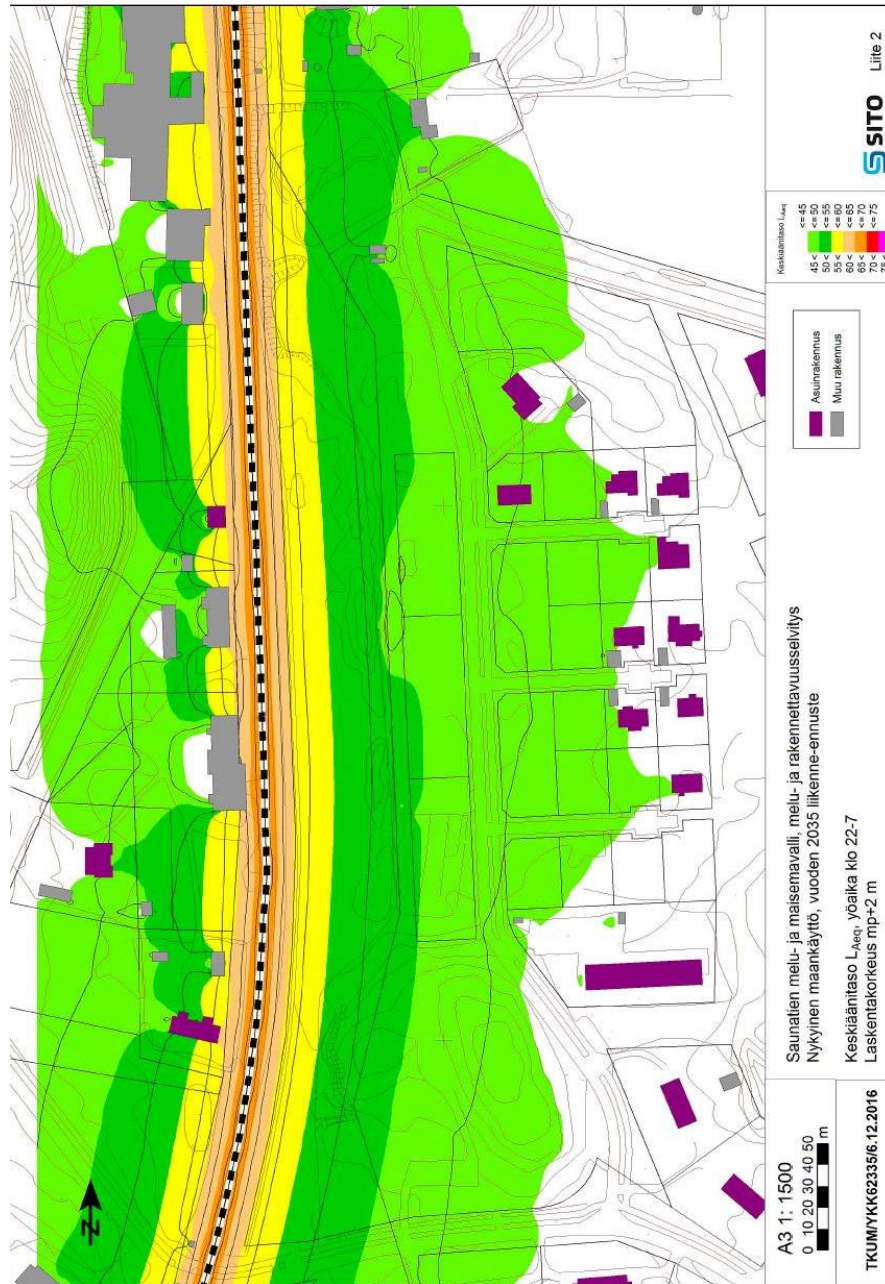 Saunatien melu- ja maisemavalli, melu- ja rakennettavuusselvitys
Nykyinen maankäyttö, vuoden 2035 liikenne-ennuste
Keskiäänitaso LAeq, yöaika klo 22-7
Laskentakorkeus mp+2 m
A3 1: 1500
0 10 20 30 40 50
m
TKUM/YKK62335/6.12.2016
Asuinrakennus
Muu rakennus
Keskiäänitaso LAeq
<= 45
45 < <= 50
50 < <= 55
55 < <= 60
60 < <= 65
65 < <= 70
70 < <= 75
75 <
SITO
Liite 2
N